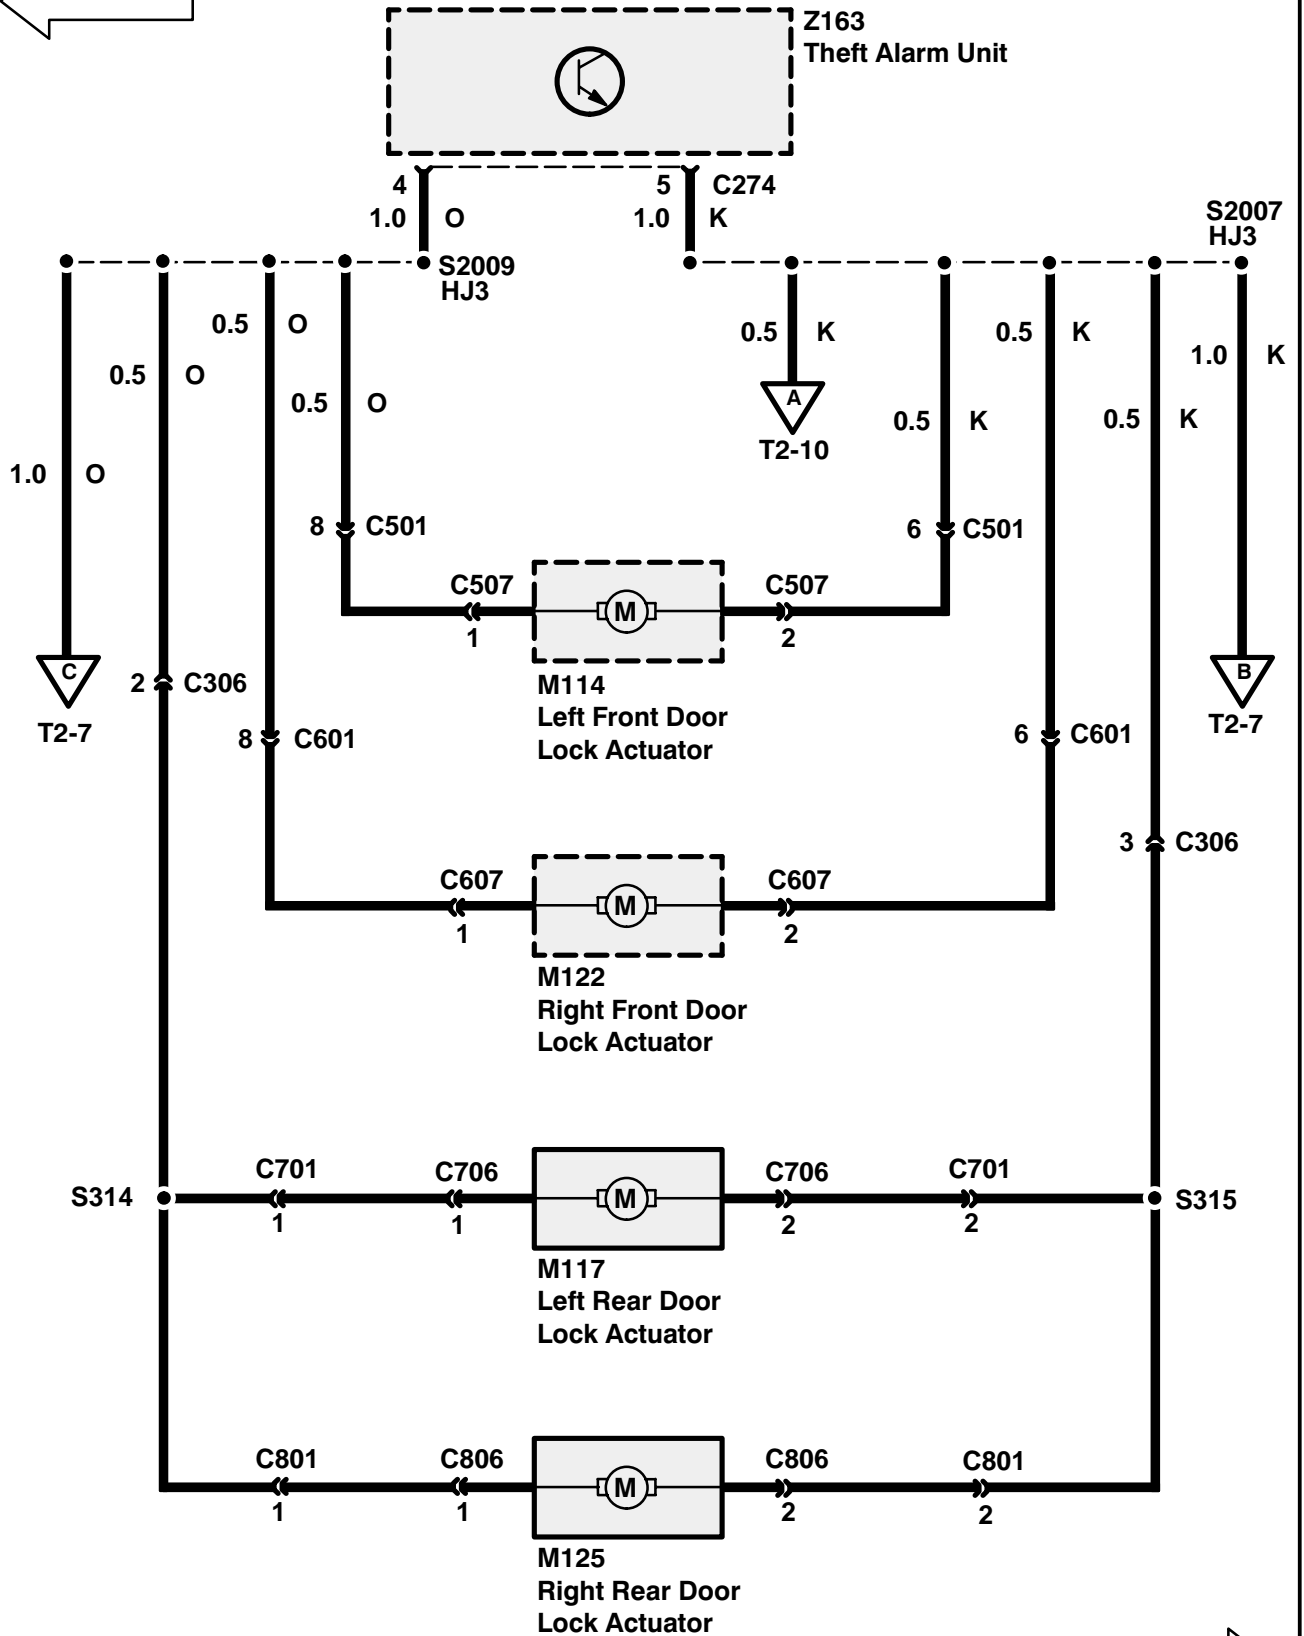 Z163
Theft Alarm Unit
4
5
C274
1.0
O
1.0
K
S2007
HJ3
S2009
HJ3
0.5
O
0.5
K
0.5
K
1.0
K
0.5
O
0.5
O
A
0.5
K
0.5
K
T2-10
1.0
O
8
C501
6
C501
C507
C507
M
1
2
C
2
C306
M114
B
Left Front Door
T2-7
T2-7
8
C601
6
C601
Lock Actuator
3
C306
C607
C607
M
1
2
M122
Right Front Door
Lock Actuator
C701
C706
C706
C701
S314
M
S315
1
1
2
2
M117
Left Rear Door
Lock Actuator
C801
C806
C806
C801
M
1
1
2
2
M125
Right Rear Door
Lock Actuator